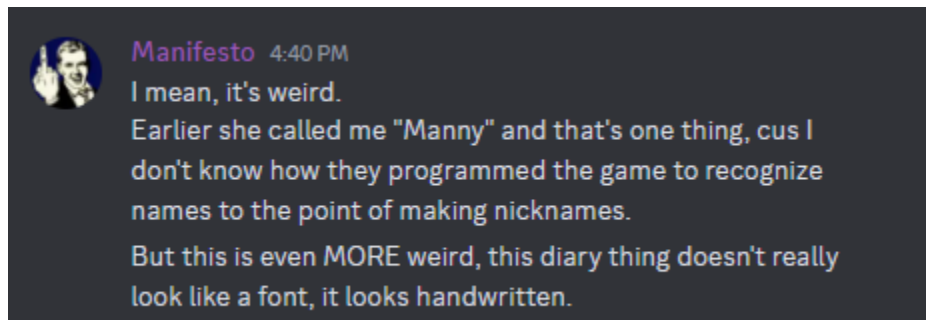 Manifesto 4:40 PM
I mean, it's weird.
Earlier she called me "Manny" and that's one thing, cus I
don't know how they programmed the game to recognize
names to the point of making nicknames.
But this is even MORE weird, this diary thing doesn't really
look like a font, it looks handwritten.